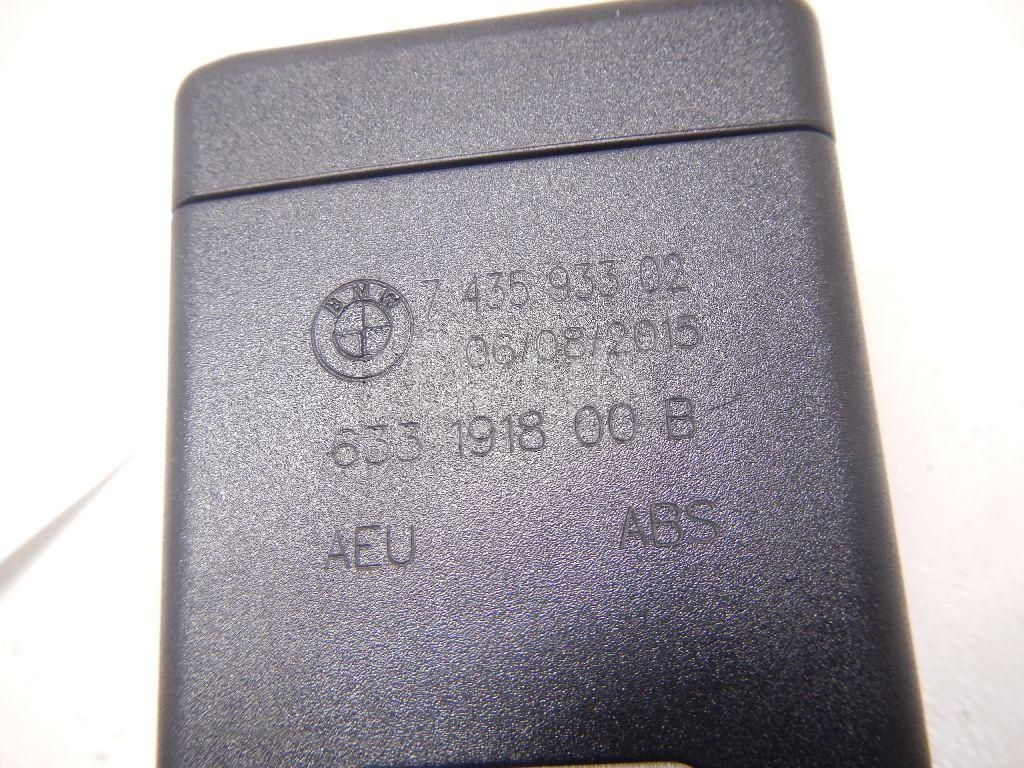 BMW
7 435 933 02
06/08/2015
633 1918 00 B
AEU ABS